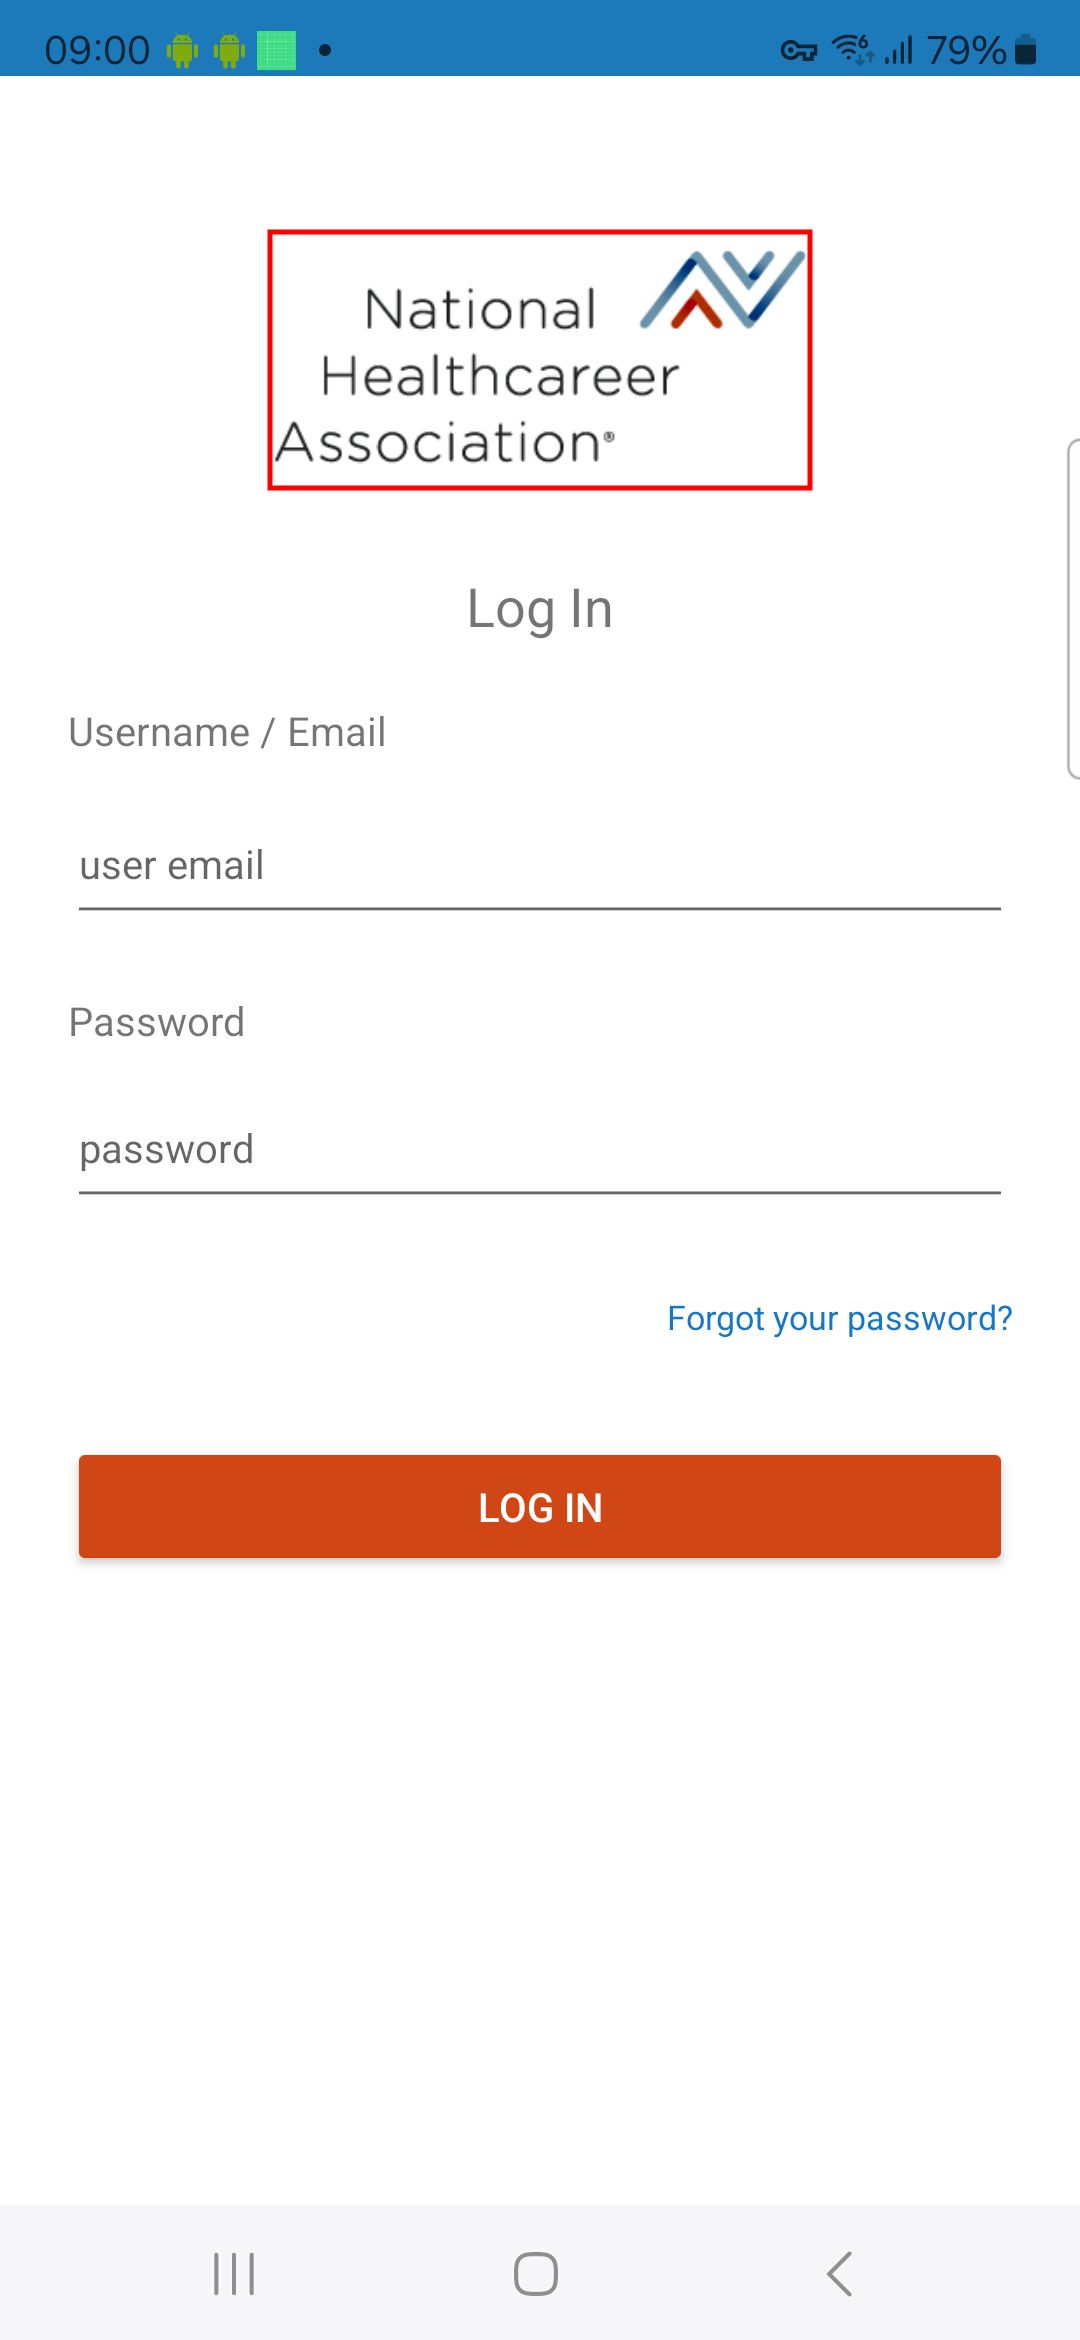 09:00
79%
National
Healthcareer
Association®
Log In
Username / Email
user email
Password
password
Forgot your password?
LOG IN